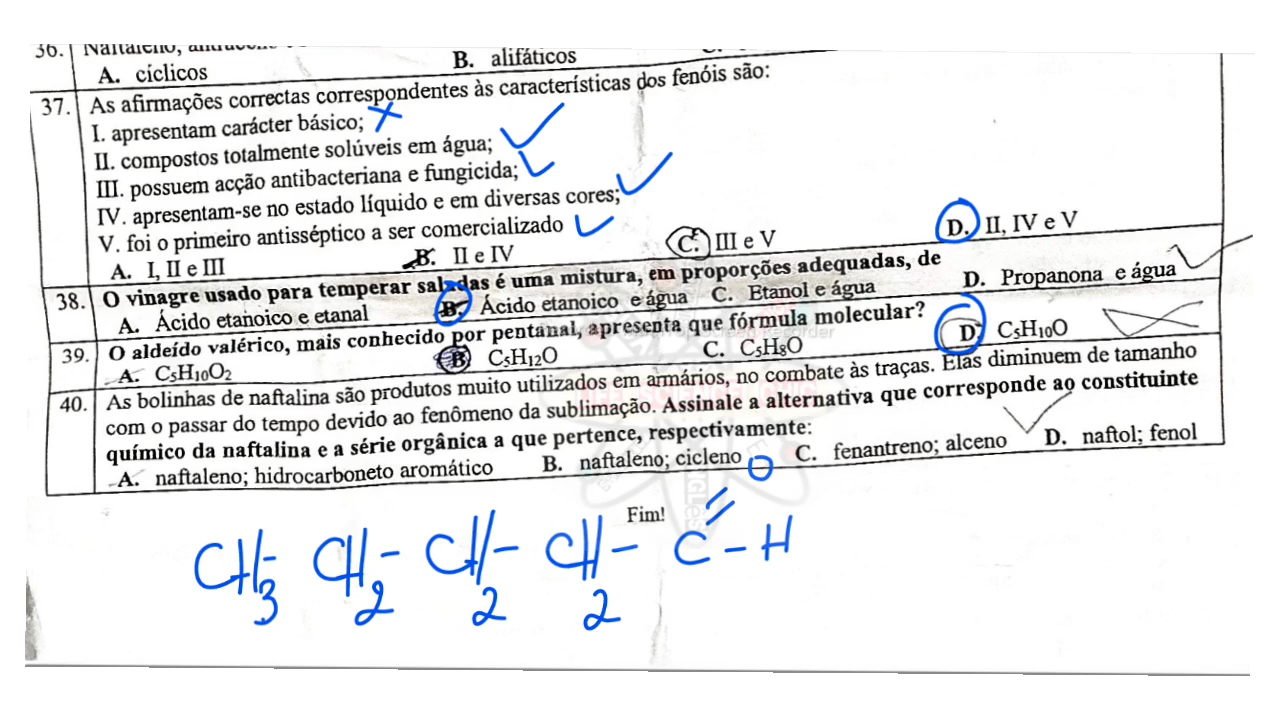 36. Naftaleno,
A. cíclicos B. alifáticos C.
37. As afirmações correctas correspondentes às características dos fenóis são:
I. apresentam carácter básico;
II. compostos totalmente solúveis em água;
III. possuem acção antibacteriana e fungicida;
IV. apresentam-se no estado líquido e em diversas cores;
V. foi o primeiro antisséptico a ser comercializado
A. I, II e III B. II e IV C. III e V D. II, IV e V
38. O vinagre usado para temperar saladas é uma mistura, em proporções adequadas, de
A. Ácido etanoico e etanal B. Ácido etanoico e água C. Etanol e água D. Propanona e água
39. O aldeído valérico, mais conhecido por pentanal, apresenta que fórmula molecular?
A. C₅H₁₀O₂ B. C₅H₁₂O C. C₅H₈O D. C₅H₁₀O
40. As bolinhas de naftalina são produtos muito utilizados em armários, no combate às traças. Elas diminuem de tamanho
com o passar do tempo devido ao fenômeno da sublimação. Assinale a alternativa que corresponde ao constituinte
químico da naftalina e a série orgânica a que pertence, respectivamente:
A. naftaleno; hidrocarboneto aromático B. naftaleno; cicleno C. fenantreno; alceno D. naftol; fenol
Fim!
O
CH₃- CH₂- CH₂- CH₂- C - H